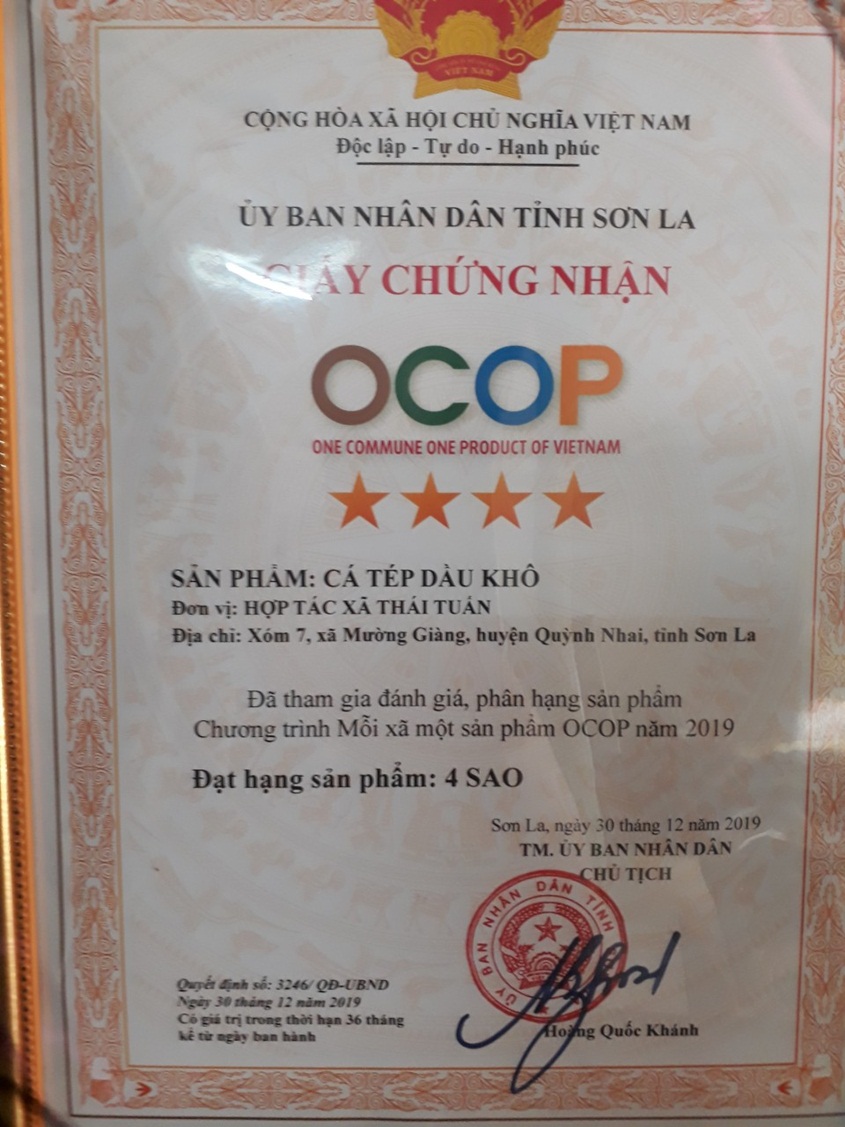 VIỆT NAM
CỘNG HÒA XÃ HỘI CHỦ NGHĨA VIỆT NAM
Độc lập - Tự do - Hạnh phúc
ỦY BAN NHÂN DÂN TỈNH SƠN LA
GIẤY CHỨNG NHẬN
OCOP
ONE COMMUNE ONE PRODUCT OF VIETNAM
SẢN PHẨM: CÁ TÉP DẦU KHÔ
Đơn vị: HỢP TÁC XÃ THÁI TUẤN
Địa chỉ: Xóm 7, xã Mường Giàng, huyện Quỳnh Nhai, tỉnh Sơn La
Đã tham gia đánh giá, phân hạng sản phẩm
Chương trình Mỗi xã một sản phẩm OCOP năm 2019
Đạt hạng sản phẩm: 4 SAO
Sơn La, ngày 30 tháng 12 năm 2019
TM. ỦY BAN NHÂN DÂN
CHỦ TỊCH
ỦY BAN NHÂN DÂN TỈNH
Quyết định số: 3246/ QĐ-UBND
Ngày 30 tháng 12 năm 2019
Có giá trị trong thời hạn 36 tháng
kể từ ngày ban hành
Hoàng Quốc Khánh